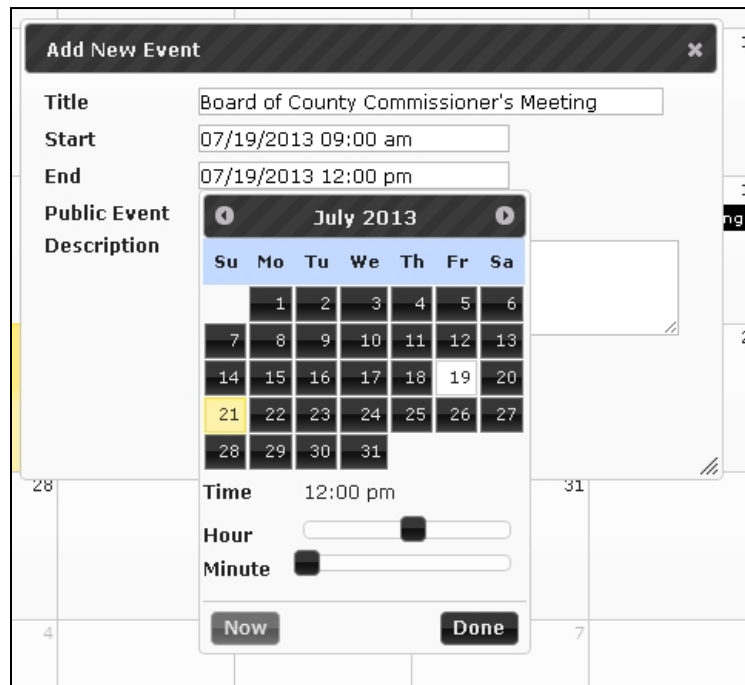 Add New Event
Title Board of County Commissioner's Meeting
Start 07/19/2013 09:00 am
End 07/19/2013 12:00 pm
Public Event
Description
July 2013
Su Mo Tu We Th Fr Sa
1 2 3 4 5 6
7 8 9 10 11 12 13
14 15 16 17 18 19 20
21 22 23 24 25 26 27
28 29 30 31
Time 12:00 pm
Hour
Minute
Now Done
28 31
4 7
ng